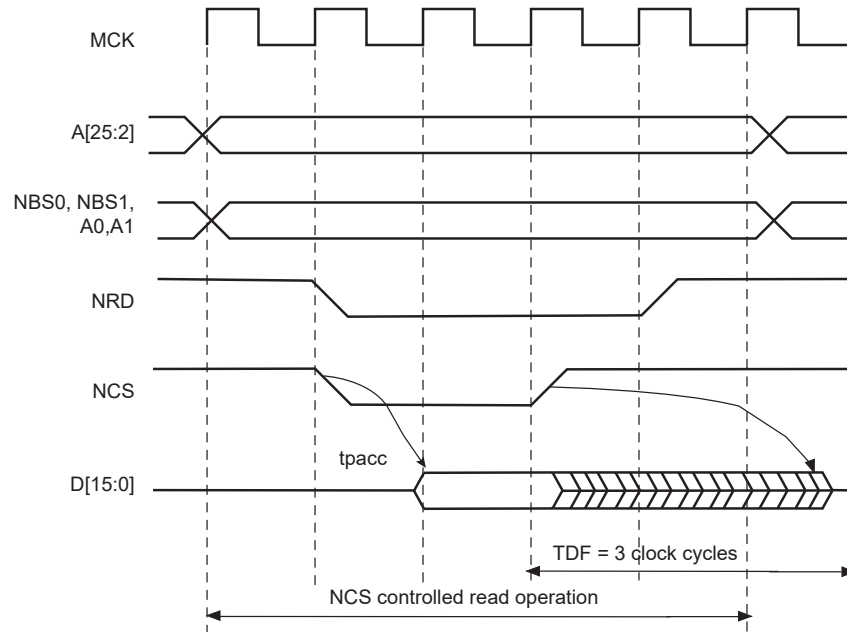 MCK
A[25:2]
NBS0, NBS1,
A0,A1
NRD
NCS
tpacc
D[15:0]
TDF = 3 clock cycles
NCS controlled read operation